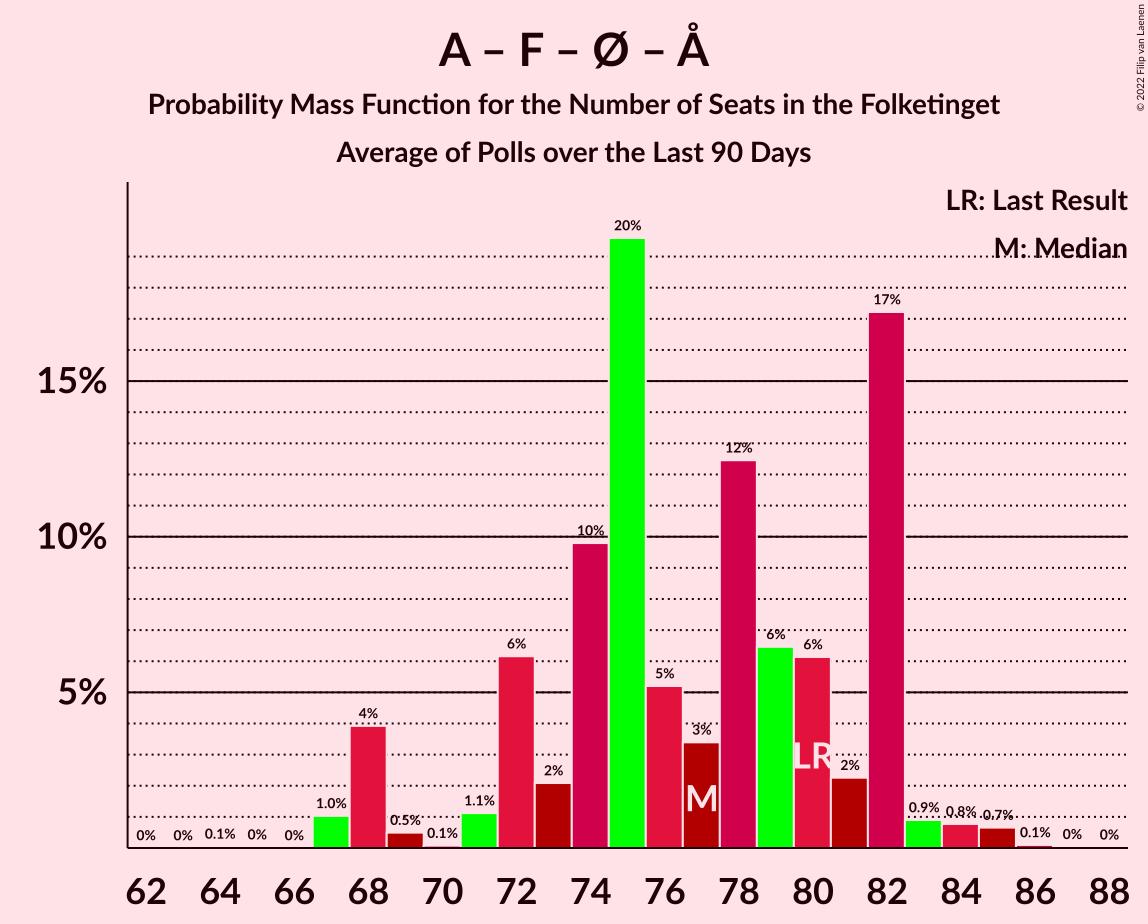 A – F – Ø – Å
Probability Mass Function for the Number of Seats in the Folketinget
Average of Polls over the Last 90 Days
© 2022 Filip van Laenen
LR: Last Result
M: Median
15%
10%
5%
0% 0% 0.1% 0% 0% 1.0% 4% 0.5% 0.1% 1.1% 6% 2% 10% 20% 5% 3% 12% 6% 6% 2% 17% 0.9% 0.8% 0.7% 0.1% 0% 0%
M LR
62 64 66 68 70 72 74 76 78 80 82 84 86 88